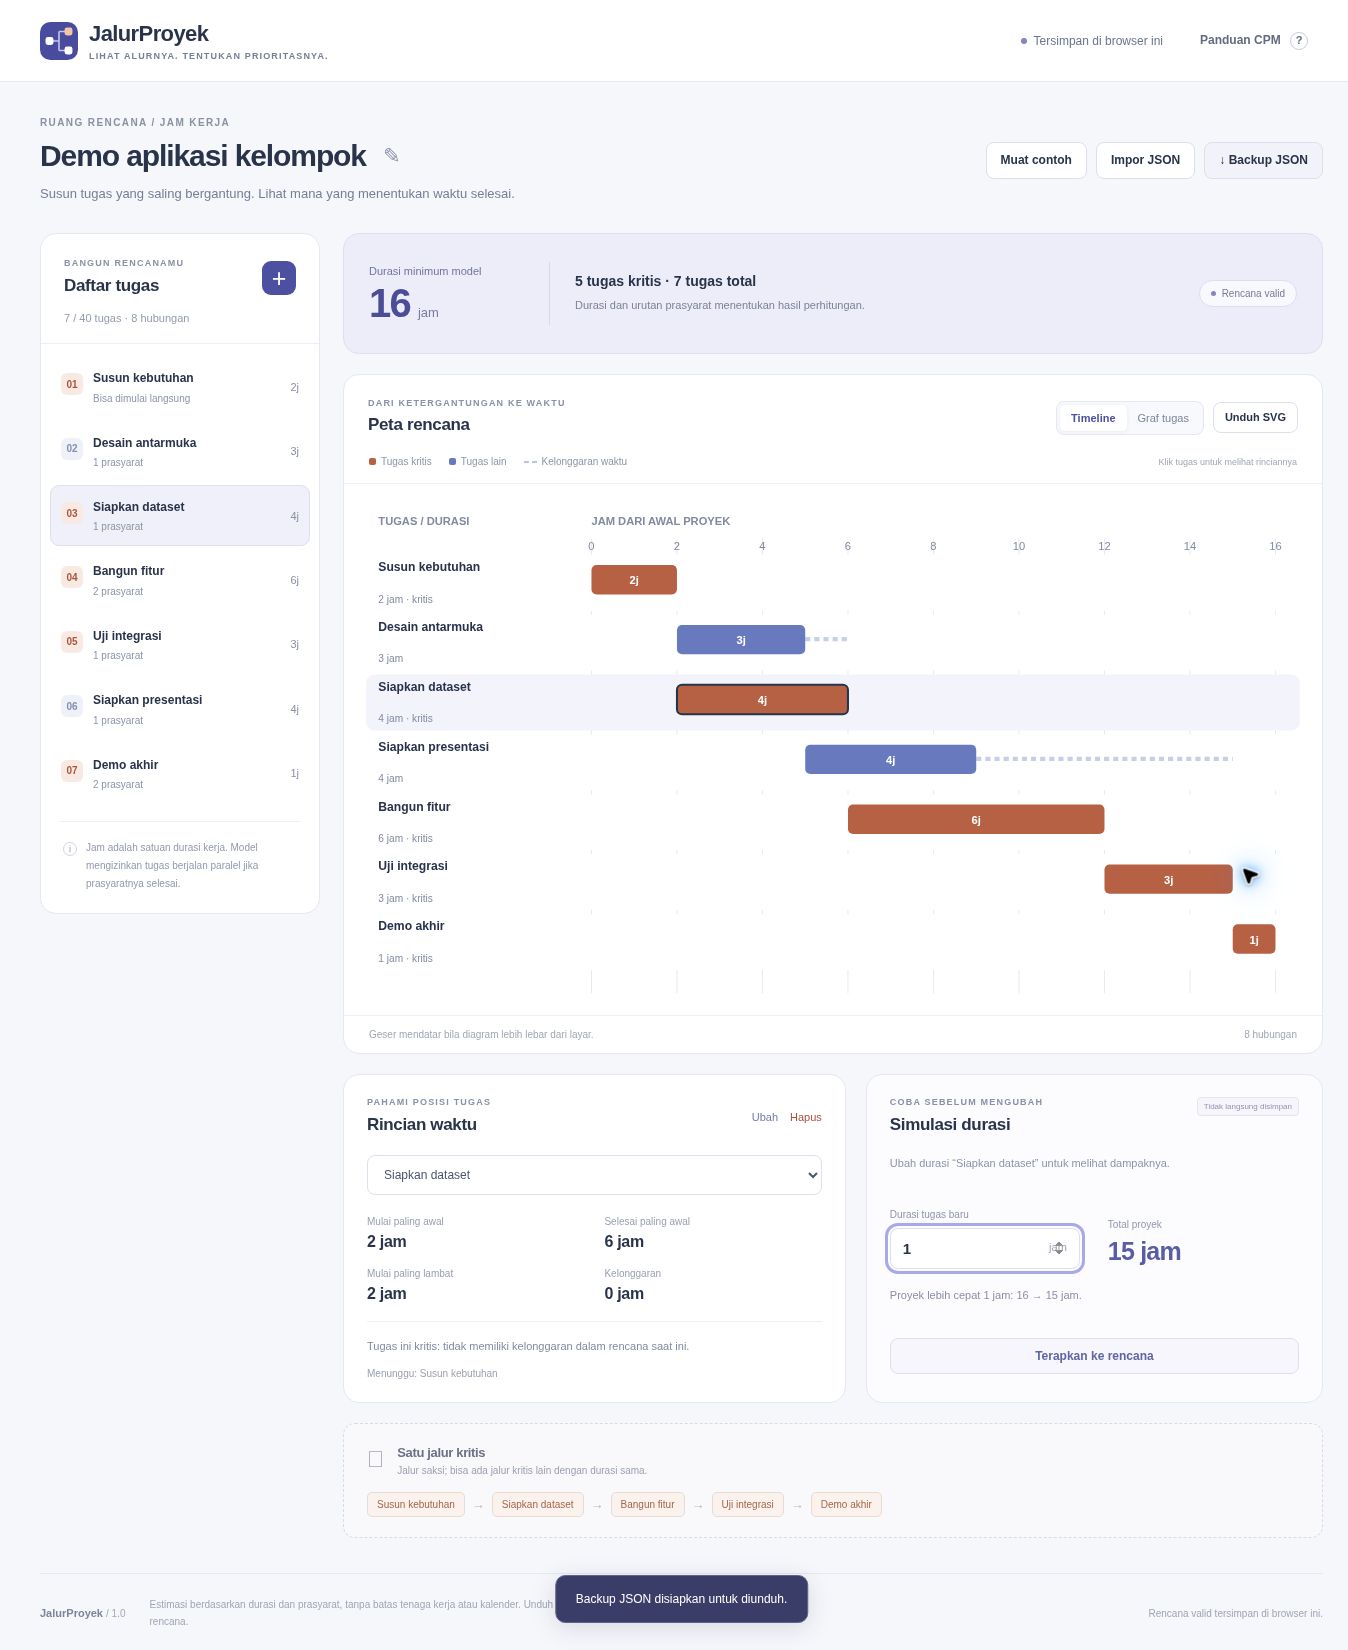 JalurProyek
LIHAT ALURNYA. TENTUKAN PRIORITASNYA.
Tersimpan di browser ini
Panduan CPM ?
RUANG RENCANA / JAM KERJA
Demo aplikasi kelompok ✎
Susun tugas yang saling bergantung. Lihat mana yang menentukan waktu selesai.
Muat contoh
Impor JSON
↓ Backup JSON
BANGUN RENCANAMU
Daftar tugas
+
7 / 40 tugas · 8 hubungan
01 Susun kebutuhan 2j
Bisa dimulai langsung
02 Desain antarmuka 3j
1 prasyarat
03 Siapkan dataset 4j
1 prasyarat
04 Bangun fitur 6j
2 prasyarat
05 Uji integrasi 3j
1 prasyarat
06 Siapkan presentasi 4j
1 prasyarat
07 Demo akhir 1j
2 prasyarat
i Jam adalah satuan durasi kerja. Model
mengizinkan tugas berjalan paralel jika
prasyaratnya selesai.
Durasi minimum model
16 jam
5 tugas kritis · 7 tugas total
Durasi dan urutan prasyarat menentukan hasil perhitungan.
Rencana valid
DARI KETERGANTUNGAN KE WAKTU
Peta rencana
Timeline
Graf tugas
Unduh SVG
Tugas kritis
Tugas lain
Kelonggaran waktu
Klik tugas untuk melihat rinciannya
TUGAS / DURASI
JAM DARI AWAL PROYEK
0 2 4 6 8 10 12 14 16
Susun kebutuhan
2j
2 jam · kritis
Desain antarmuka
3j
3 jam
Siapkan dataset
4j
4 jam · kritis
Siapkan presentasi
4j
4 jam
Bangun fitur
6j
6 jam · kritis
Uji integrasi
3j
3 jam · kritis
Demo akhir
1j
1 jam · kritis
Geser mendatar bila diagram lebih lebar dari layar.
8 hubungan
PAHAMI POSISI TUGAS
Rincian waktu
Ubah
Hapus
Siapkan dataset
Mulai paling awal
2 jam
Selesai paling awal
6 jam
Mulai paling lambat
2 jam
Kelonggaran
0 jam
Tugas ini kritis: tidak memiliki kelonggaran dalam rencana saat ini.
Menunggu: Susun kebutuhan
COBA SEBELUM MENGUBAH
Simulasi durasi
Tidak langsung disimpan
Ubah durasi “Siapkan dataset” untuk melihat dampaknya.
Durasi tugas baru
1 jam
Total proyek
15 jam
Proyek lebih cepat 1 jam: 16 → 15 jam.
Terapkan ke rencana
Satu jalur kritis
Jalur saksi; bisa ada jalur kritis lain dengan durasi sama.
Susun kebutuhan → Siapkan dataset → Bangun fitur → Uji integrasi → Demo akhir
JalurProyek / 1.0
Estimasi berdasarkan durasi dan prasyarat, tanpa batas tenaga kerja atau kalender. Unduh
rencana.
Backup JSON disiapkan untuk diunduh.
Rencana valid tersimpan di browser ini.